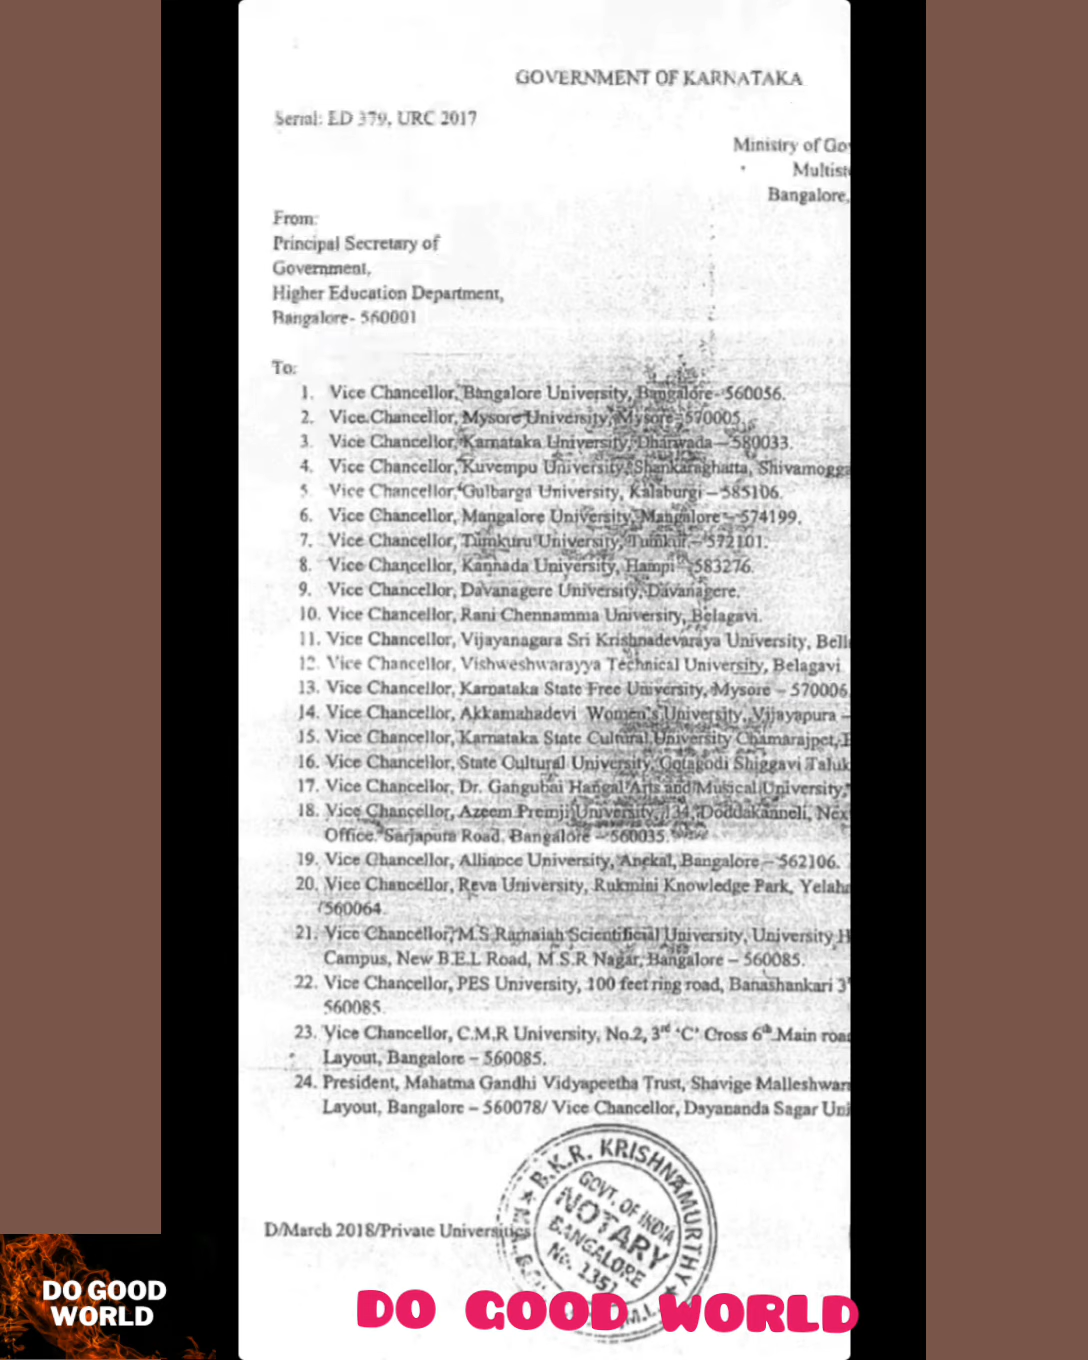 GOVERNMENT OF KARNATAKA
Serial: ED 379, URC 2017
Ministry of Gov
Multist
Bangalore,
From:
Principal Secretary of
Government,
Higher Education Department,
Bangalore- 560001
To:
1. Vice Chancellor, Bangalore University, Bangalore- 560056.
2. Vice Chancellor, Mysore University, Mysore-570005.
3. Vice Chancellor, Karnataka University, Dharwada – 580033.
4. Vice Chancellor, Kuvempu University, Shankaraghatta, Shivamogga
5. Vice Chancellor, Gulbarga University, Kalaburgi – 585106.
6. Vice Chancellor, Mangalore University, Mangalore – 574199.
7. Vice Chancellor, Tumkuru University, Tumkur – 572101.
8. Vice Chancellor, Kannada University, Hampi – 583276.
9. Vice Chancellor, Davanagere University, Davanagere.
10. Vice Chancellor, Rani Chennamma University, Belagavi.
11. Vice Chancellor, Vijayanagara Sri Krishnadevaraya University, Bell
12. Vice Chancellor, Vishweshwarayya Technical University, Belagavi
13. Vice Chancellor, Karnataka State Free University, Mysore – 570006
14. Vice Chancellor, Akkamahadevi Women's University, Vijayapura –
15. Vice Chancellor, Karnataka State Cultural University Chamarajpet,
16. Vice Chancellor, State Cultural University, Gotagodi Shiggavi Taluk
17. Vice Chancellor, Dr. Gangubai Hangal Arts and Musical University,
18. Vice Chancellor, Azeem Premji University, 134, Doddakanneli, Nex
Office. Sarjapura Road, Bangalore – 560035.
19. Vice Chancellor, Alliance University, Anekal, Bangalore – 562106.
20. Vice Chancellor, Reva University, Rukmini Knowledge Park, Yelaha
/560064
21. Vice Chancellor, M.S Ramaiah Scientificial University, University H
Campus, New B.E.L Road, M.S.R Nagar, Bangalore – 560085.
22. Vice Chancellor, PES University, 100 feet ring road, Banashankari 3
560085.
23. Vice Chancellor, C.M.R University, No.2, 3rd 'C' Cross 6th Main road
Layout, Bangalore – 560085.
24. President, Mahatma Gandhi Vidyapeetha Trust, Shavige Malleshwar
Layout, Bangalore – 560078/ Vice Chancellor, Dayananda Sagar Uni
B.K.R. KRISHNAMURTHY
GOVT. OF INDIA
NOTARY
BANGALORE
No. 1351
D/March 2018/Private Universities
DO GOOD
WORLD
DO GOOD WORLD